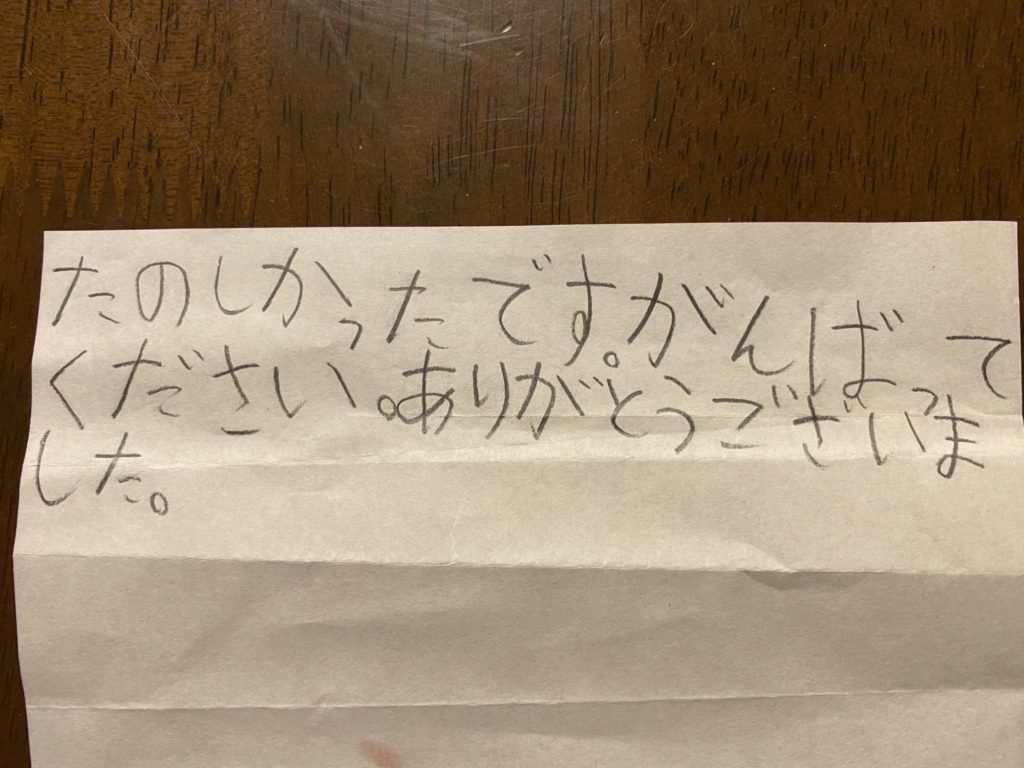 たのしかったです。がんばって
ください。ありがとうございま
した。